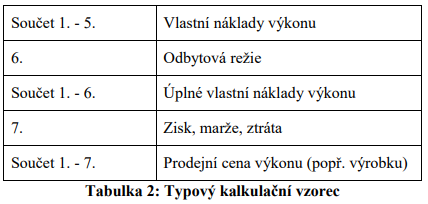 Součet 1. - 5. Vlastní náklady výkonu
6. Odbytová režie
Součet 1. - 6. Úplné vlastní náklady výkonu
7. Zisk, marže, ztráta
Součet 1. - 7. Prodejní cena výkonu (popř. výrobku)
Tabulka 2: Typový kalkulační vzorec